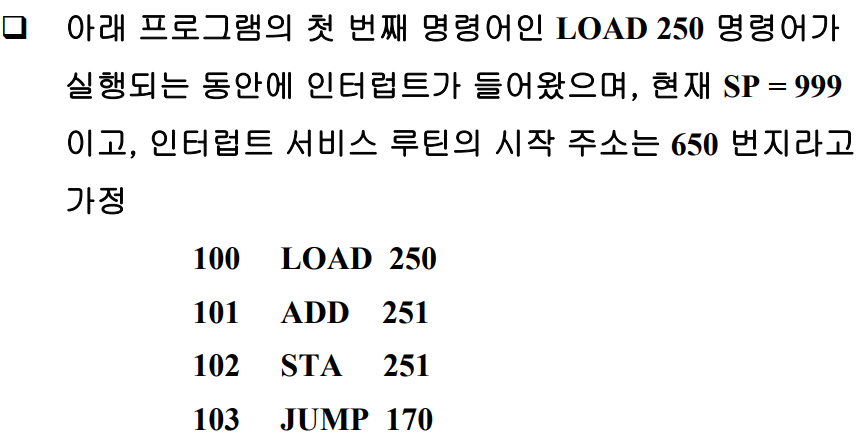 ❑ 아래 프로그램의 첫 번째 명령어인 LOAD 250 명령어가
실행되는 동안에 인터럽트가 들어왔으며, 현재 SP = 999
이고, 인터럽트 서비스 루틴의 시작 주소는 650 번지라고
가정
100 LOAD 250
101 ADD 251
102 STA 251
103 JUMP 170